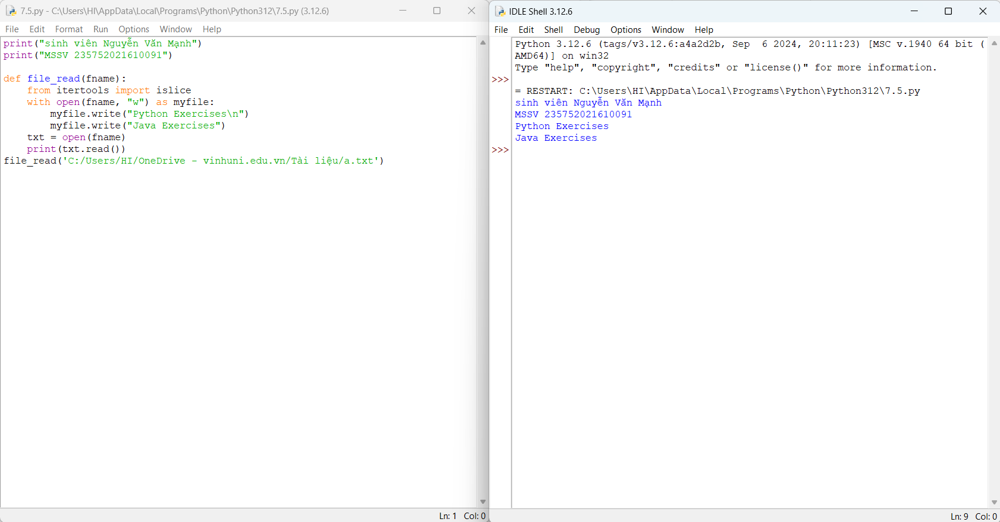 7.5.py - C:\Users\HI\AppData\Local\Programs\Python\Python312\7.5.py (3.12.6)
File Edit Format Run Options Window Help
print("sinh viên Nguyễn Văn Mạnh")
print("MSSV 235752021610091")
def file_read(fname):
    from itertools import islice
    with open(fname, "w") as myfile:
        myfile.write("Python Exercises\n")
        myfile.write("Java Exercises")
    txt = open(fname)
    print(txt.read())
file_read('C:/Users/HI/OneDrive - vinhuni.edu.vn/Tài liệu/a.txt')
Ln: 1 Col: 0
IDLE Shell 3.12.6
File Edit Shell Debug Options Window Help
Python 3.12.6 (tags/v3.12.6:a4a2d2b, Sep  6 2024, 20:11:23) [MSC v.1940 64 bit (
AMD64)] on win32
Type "help", "copyright", "credits" or "license()" for more information.
>>>
= RESTART: C:\Users\HI\AppData\Local\Programs\Python\Python312\7.5.py
sinh viên Nguyễn Văn Mạnh
MSSV 235752021610091
Python Exercises
Java Exercises
>>>
Ln: 9 Col: 0